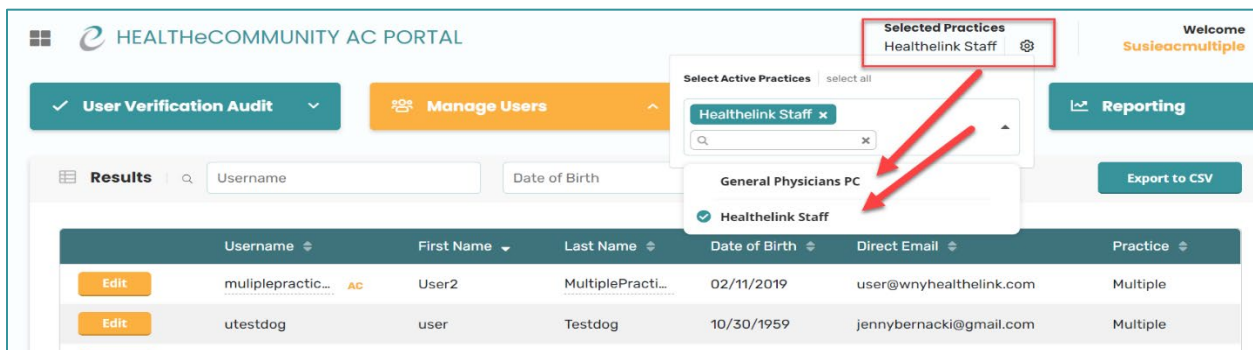 HEALTHeCOMMUNITY AC PORTAL
Selected Practices
Healthelink Staff
Welcome
Susieacmultiple
Select Active Practices select all
User Verification Audit
Manage Users
Healthelink Staff x
Reporting
Results Username Date of Birth
General Physicians PC
Export to CSV
Healthelink Staff
Username First Name Last Name Date of Birth Direct Email Practice
Edit muliplepractic... AC User2 MultiplePracti... 02/11/2019 user@wnyhealthelink.com Multiple
Edit utestdog user Testdog 10/30/1959 jennybernacki@gmail.com Multiple